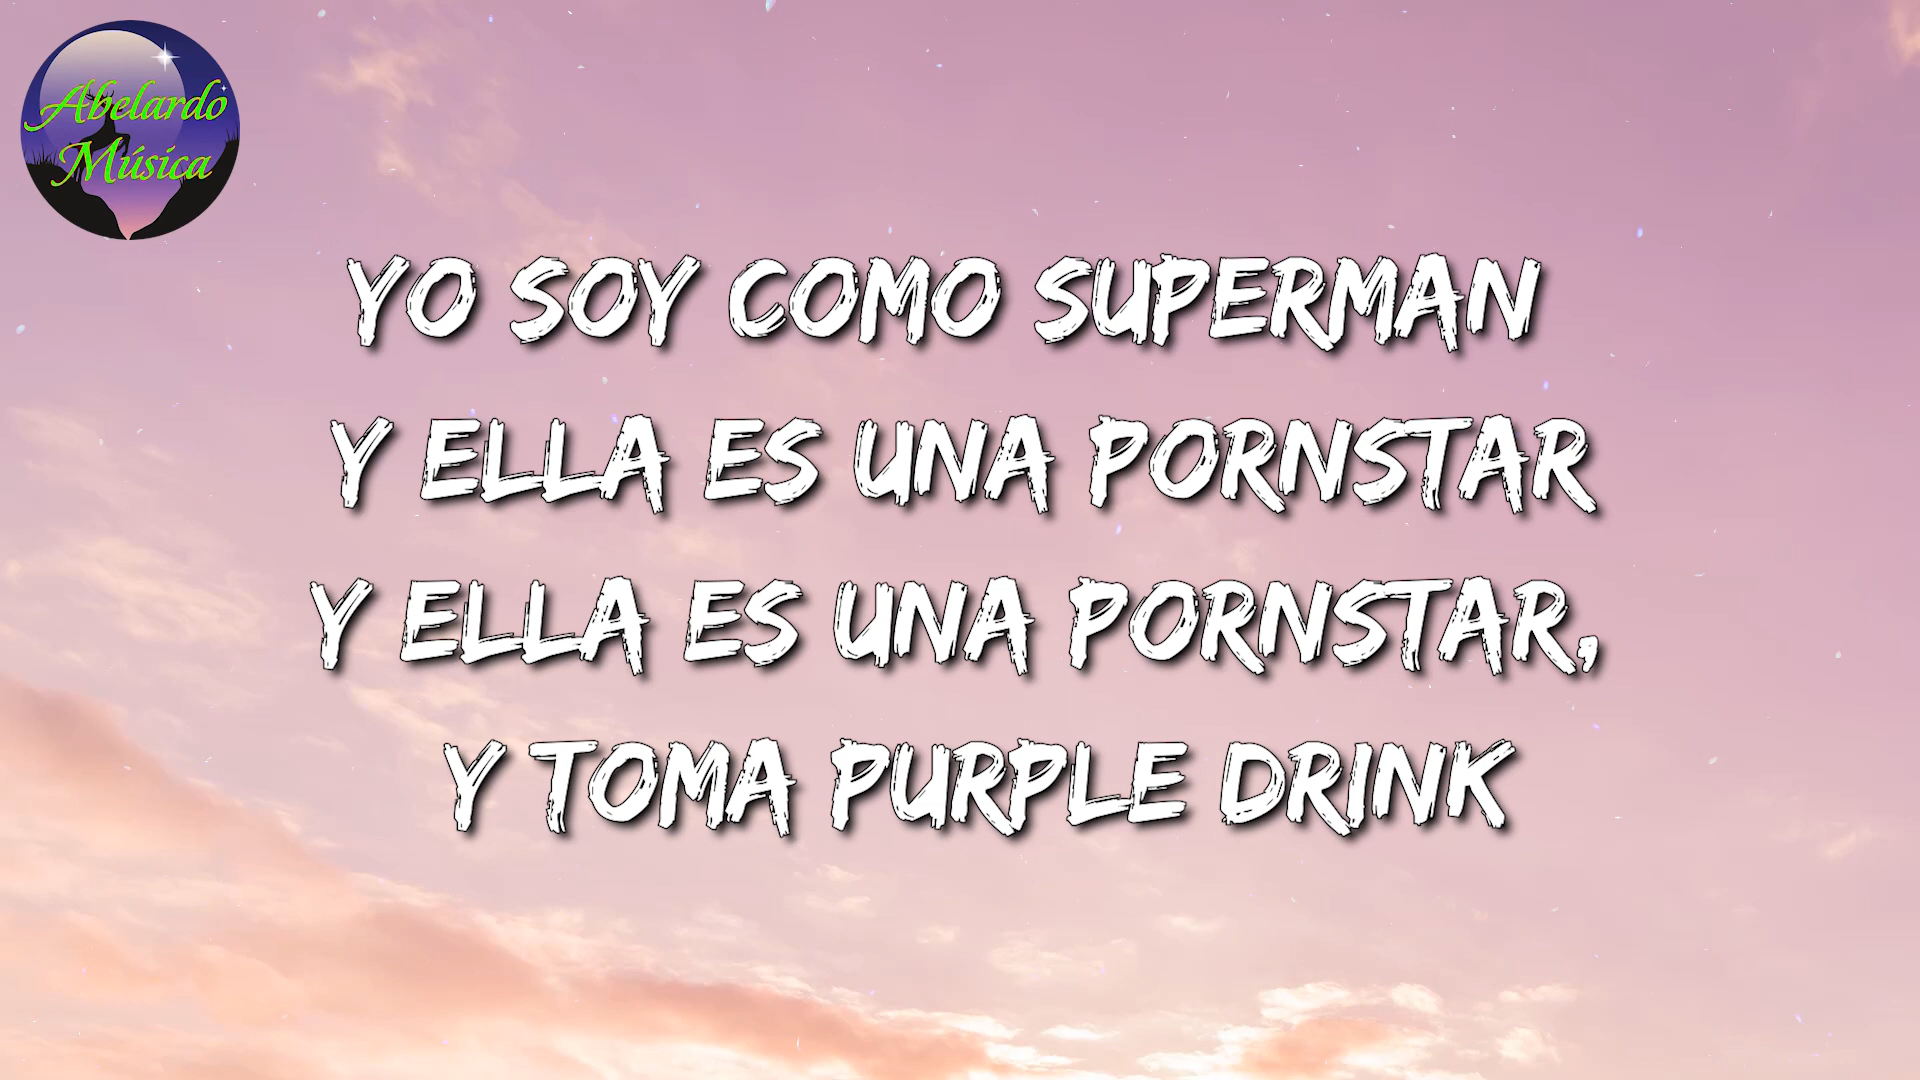 Abelardo
Música
YO SOY COMO SUPERMAN
Y ELLA ES UNA PORNSTAR
Y ELLA ES UNA PORNSTAR,
Y TOMA PURPLE DRINK